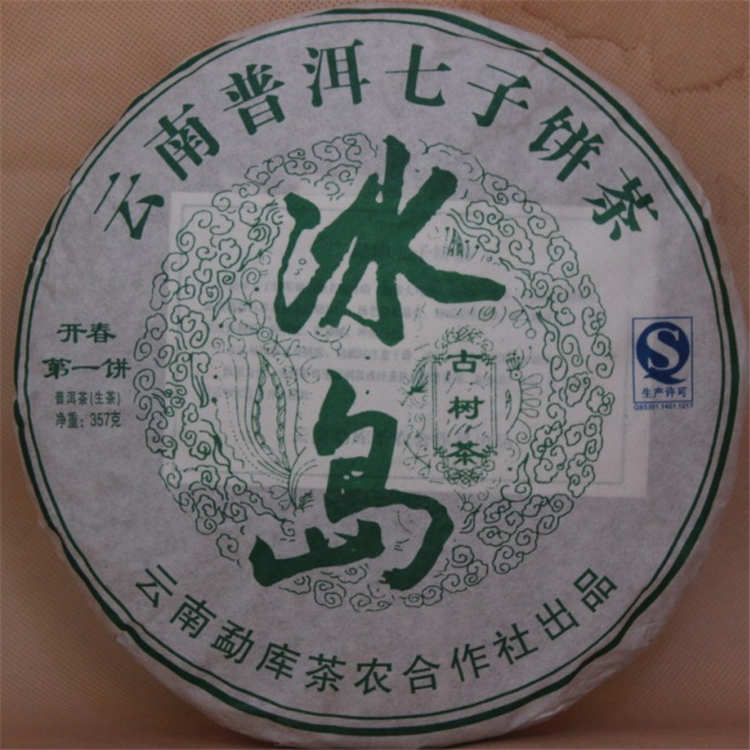 云南普洱七子饼茶
冰岛
古树茶
开春
第一饼
普洱茶(生茶)
净重：357克
生产许可
云南勐库茶农合作社出品